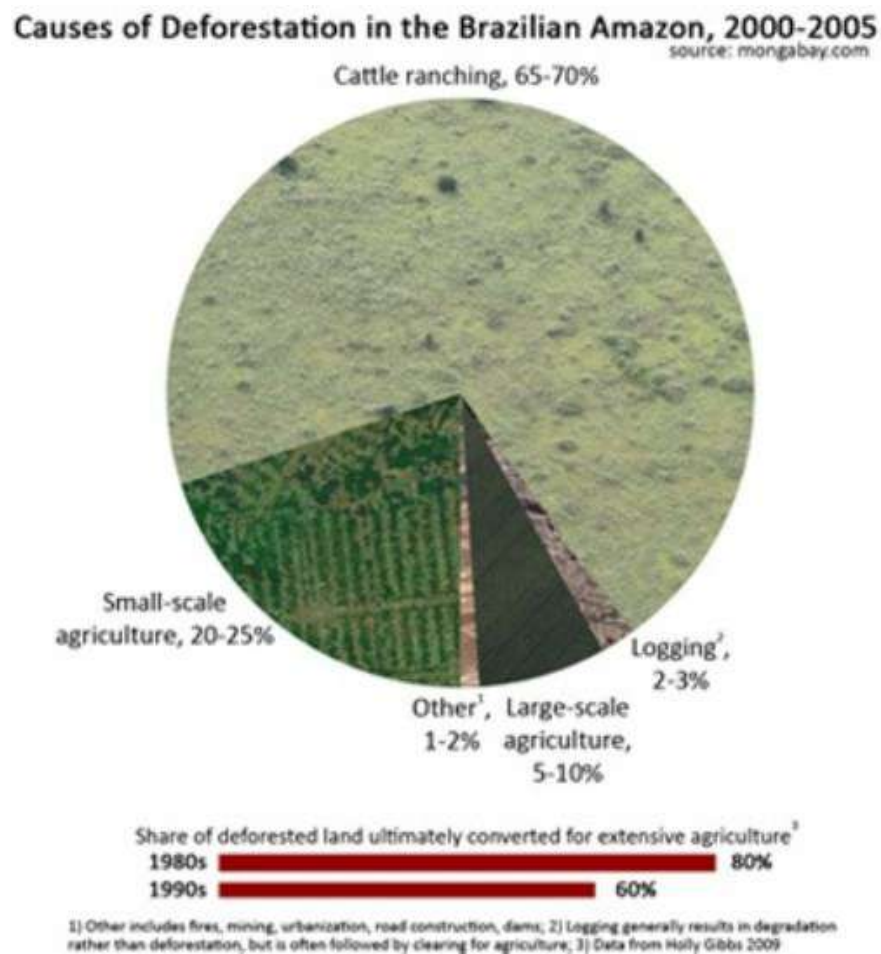 Causes of Deforestation in the Brazilian Amazon, 2000-2005
source: mongabay.com
Cattle ranching, 65-70%
Small-scale
agriculture, 20-25%
Logging²,
2-3%
Other¹,
1-2%
Large-scale
agriculture,
5-10%
Share of deforested land ultimately converted for extensive agriculture³
1980s 80%
1990s 60%
1) Other includes fires, mining, urbanization, road construction, dams; 2) Logging generally results in degradation
rather than deforestation, but is often followed by clearing for agriculture; 3) Data from Holly Gibbs 2009